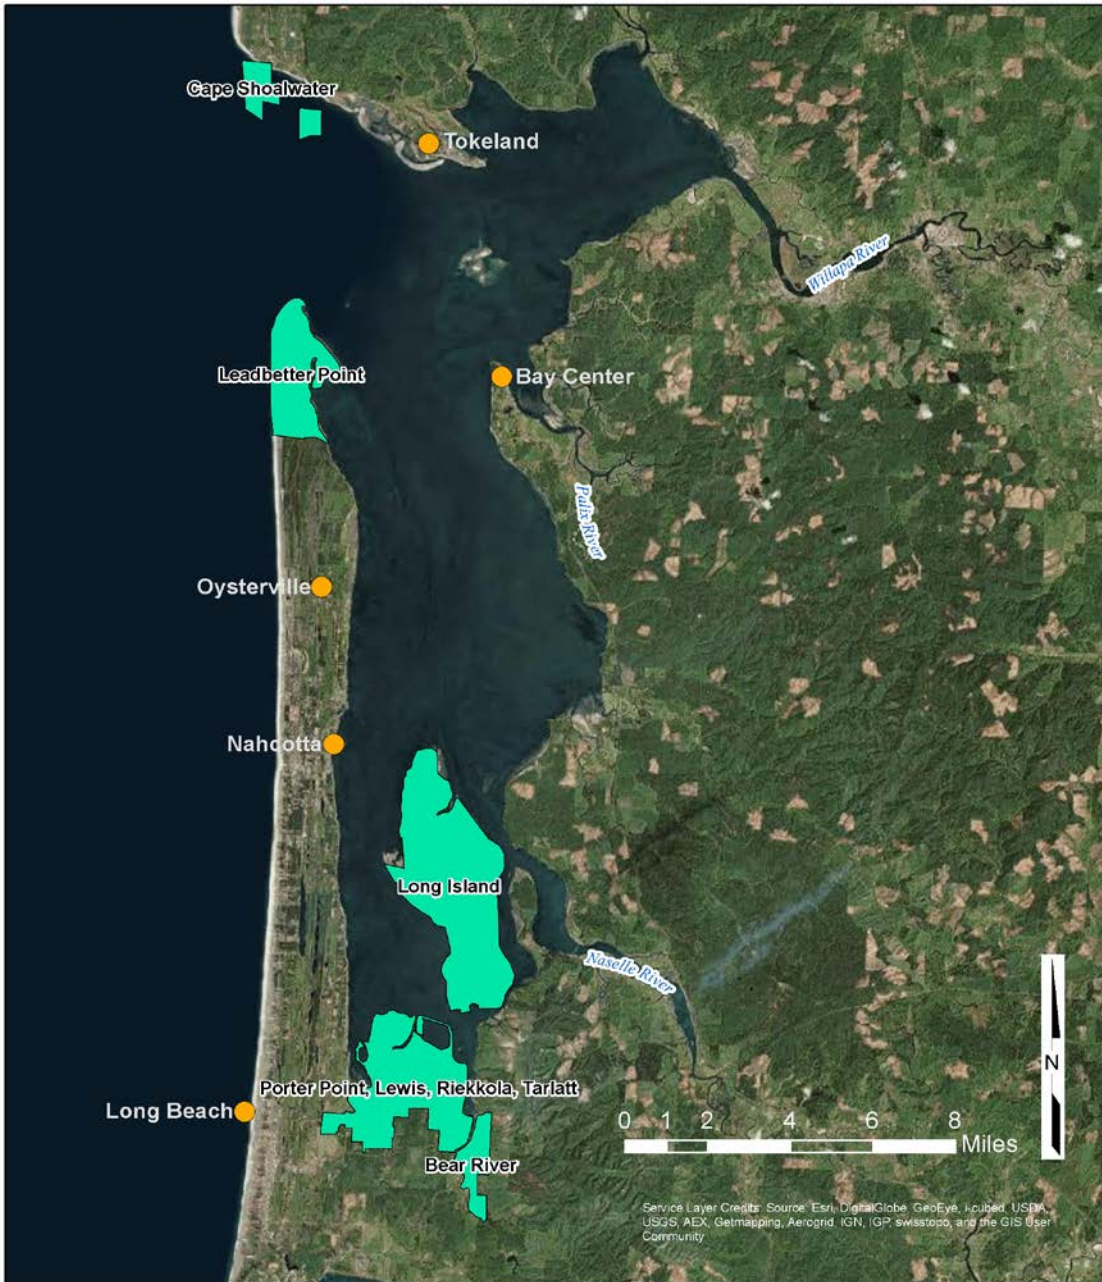 Cape Shoalwater
Tokeland
Willapa River
Leadbetter Point
Bay Center
Palix River
Oysterville
Nahcotta
Long Island
Naselle River
Porter Point, Lewis, Riekkola, Tarlatt
Long Beach
Bear River
N
0 1 2 4 6 8
Miles
Service Layer Credits: Source: Esri, DigitalGlobe, GeoEye, i-cubed, USDA,
USGS, AEX, Getmapping, Aerogrid, IGN, IGP, swisstopo, and the GIS User
Community